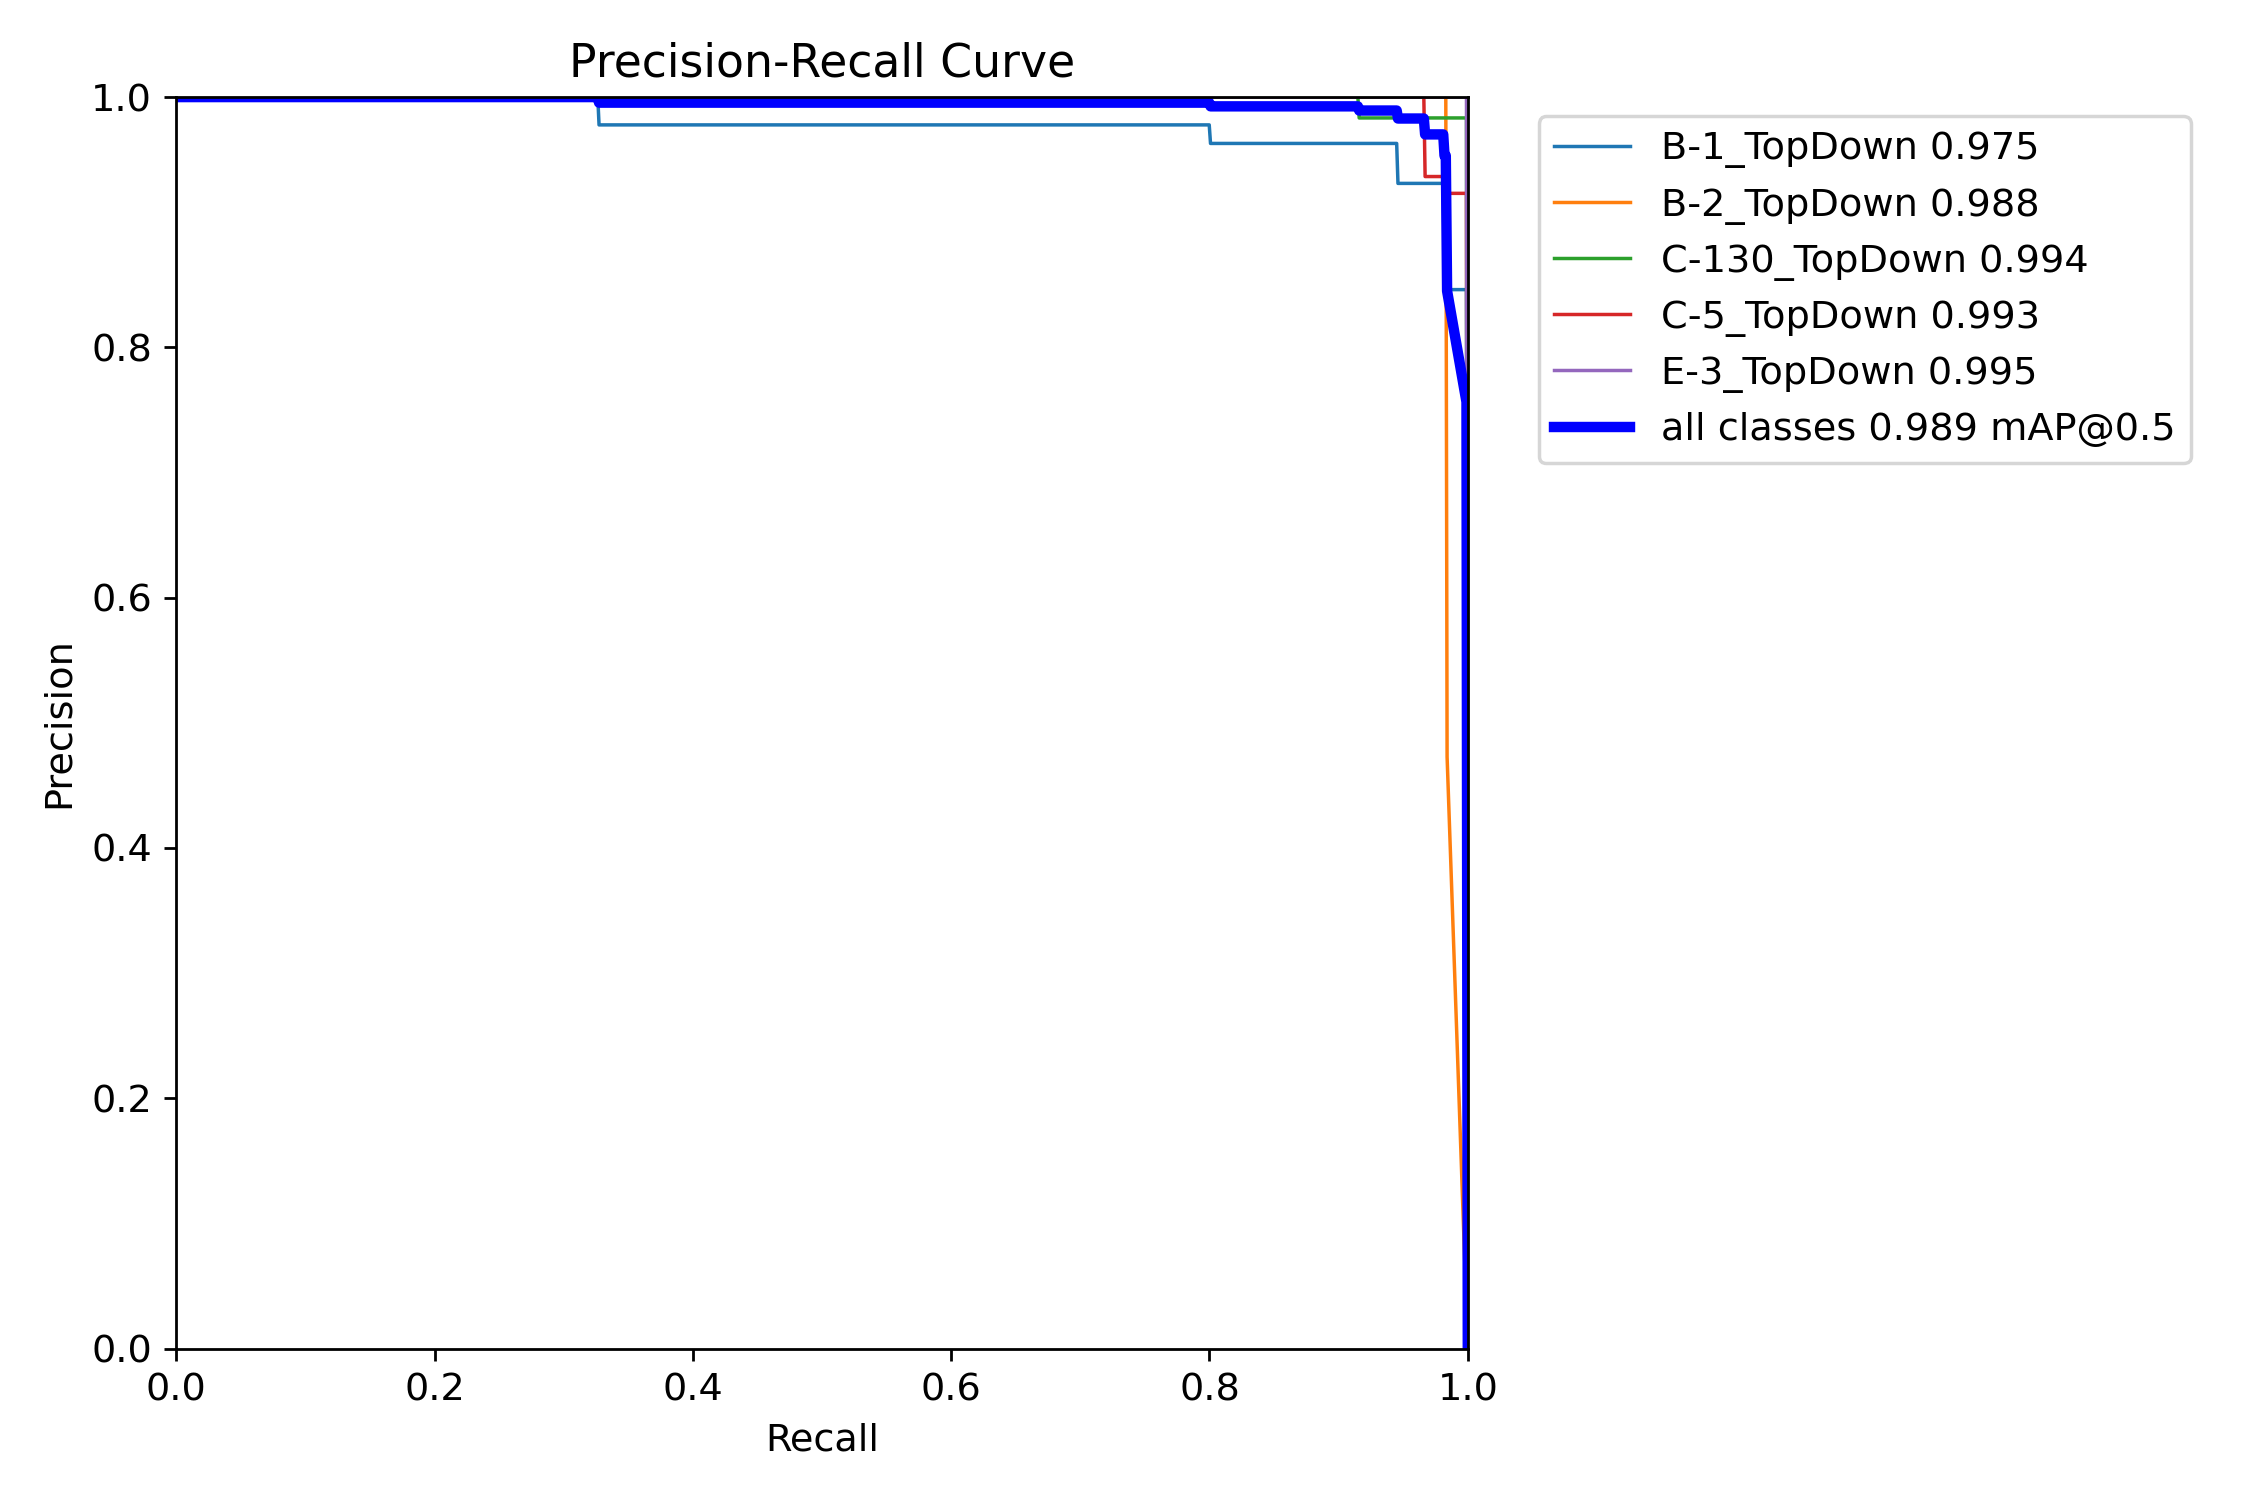 Precision-Recall Curve
1.0
0.8
0.6
0.4
0.2
0.0
Precision
0.0 0.2 0.4 0.6 0.8 1.0
Recall
B-1_TopDown 0.975
B-2_TopDown 0.988
C-130_TopDown 0.994
C-5_TopDown 0.993
E-3_TopDown 0.995
all classes 0.989 mAP@0.5